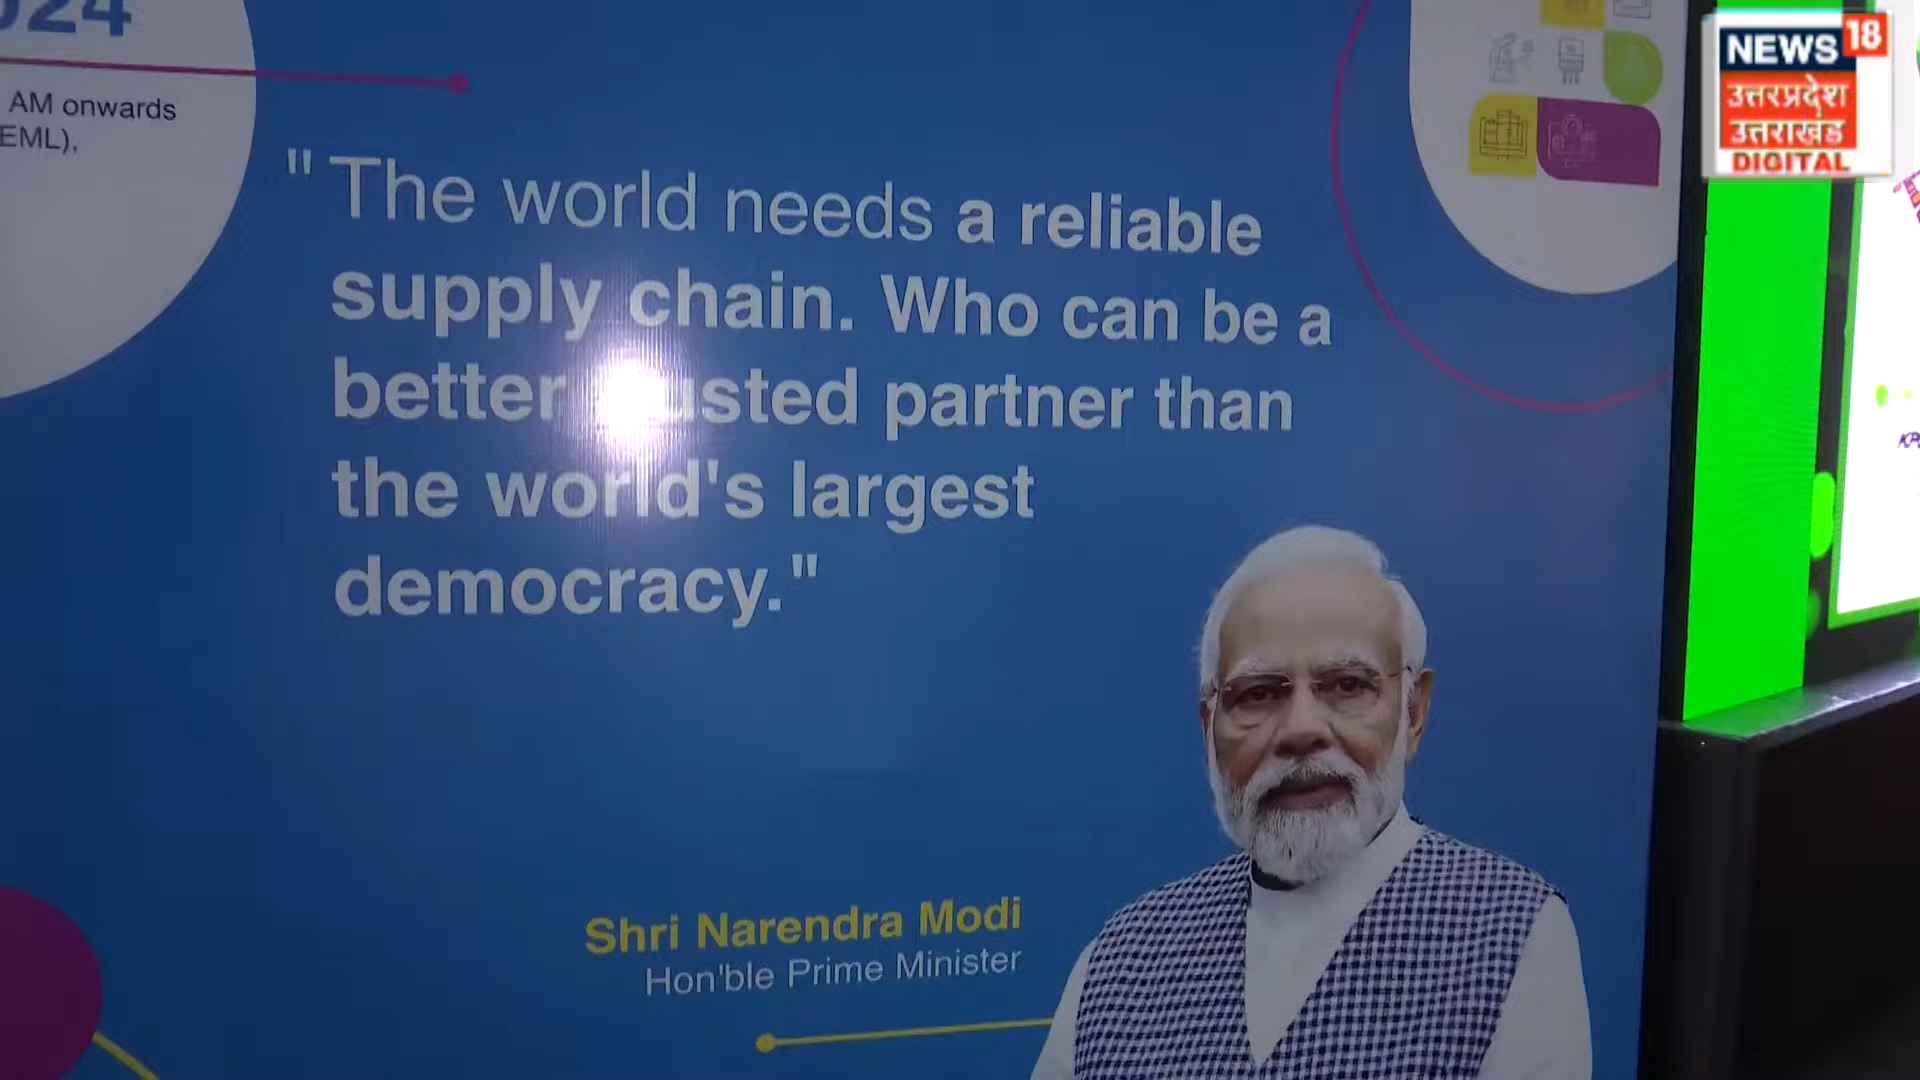 AM onwards
EML),
" The world needs a reliable
supply chain. Who can be a
better partner than
the world's largest
democracy."
Shri Narendra Modi
Hon'ble Prime Minister
NEWS 18
उत्तरप्रदेश
उत्तराखंड
DIGITAL